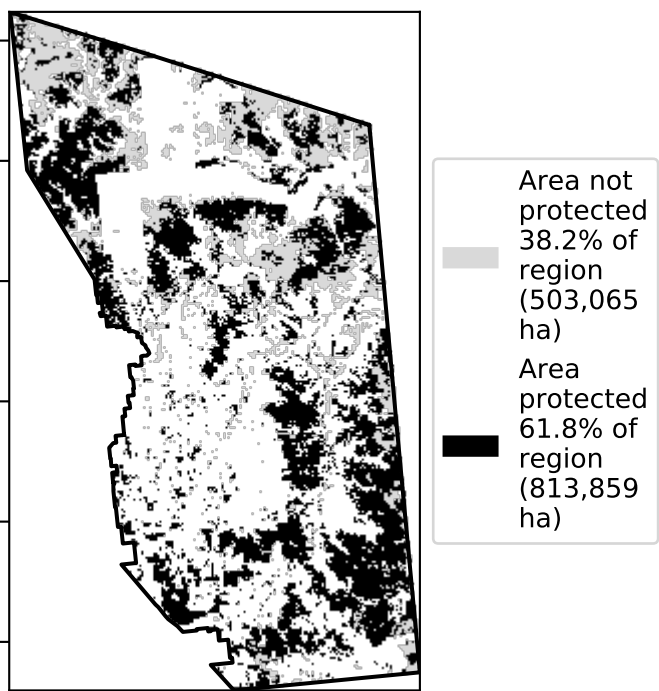 Area not
protected
38.2% of
region
(503,065
ha)
Area
protected
61.8% of
region
(813,859
ha)